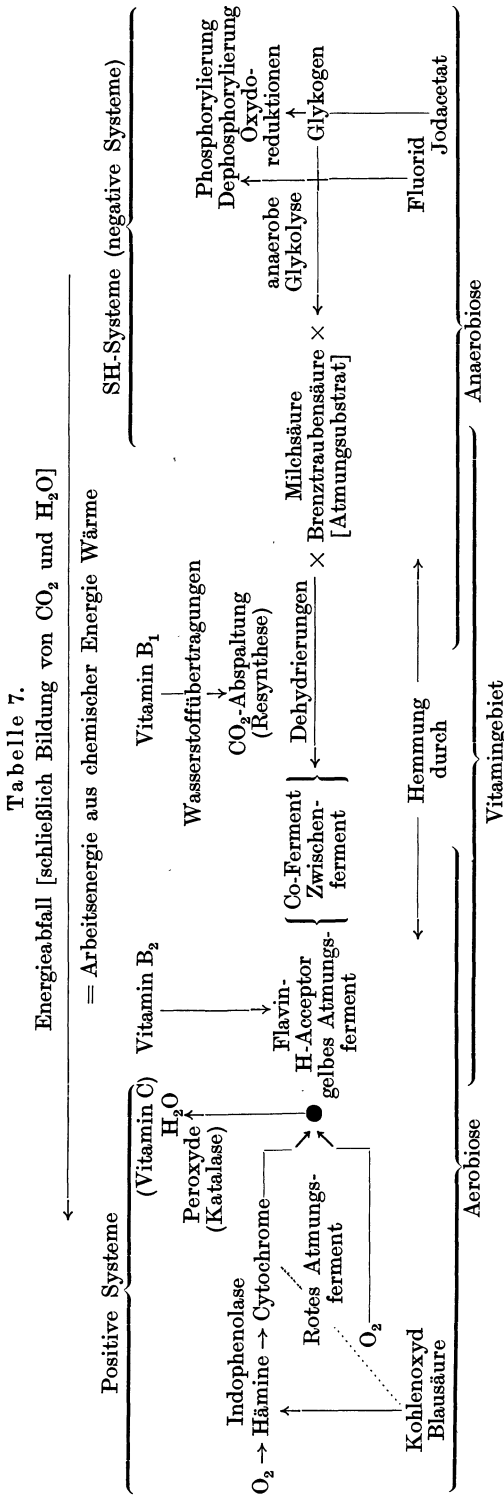 Tabelle 7.
Energieabfall [schließlich Bildung von CO₂ und H₂O]
= Arbeitsenergie aus chemischer Energie Wärme
Positive Systeme
SH-Systeme (negative Systeme)
(Vitamin C)
H₂O
Peroxyde
(Katalase)
Vitamin B₂
Vitamin B₁
Wasserstoffübertragungen
CO₂-Abspaltung
(Resynthese)
Phosphorylierung
Dephosphorylierung
Oxydo-
reduktionen
Indophenolase
O₂ → Hämine → Cytochrome
Rotes Atmungs-
ferment
O₂
Flavin-
H-Acceptor
gelbes Atmungs-
ferment
Co-Ferment
Zwischen-
ferment
Dehydrierungen
×
Milchsäure
Brenztraubensäure ×
[Atmungsubstrat]
anaerobe
Glykolyse
Glykogen
Kohlenoxyd
Blausäure
Hemmung
durch
Fluorid
Jodacetat
Aerobiose
Anaerobiose
Vitamingebiet